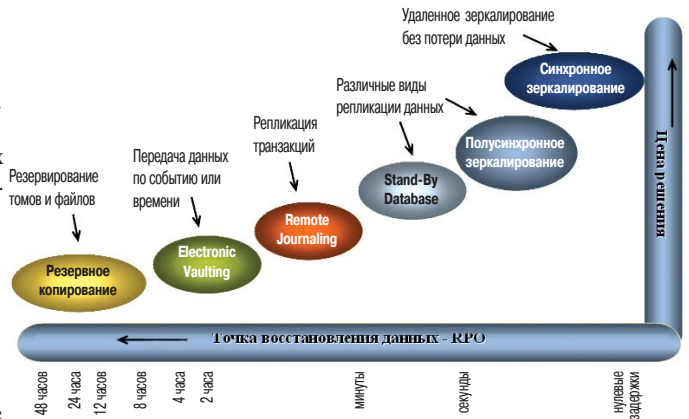 Удаленное зеркалирование
без потери данных
Синхронное
зеркалирование
Различные виды
репликации данных
Полусинхронное
зеркалирование
Репликация
транзакций
Stand-By
Database
Передача данных
по событию или
времени
Remote
Journaling
Резервирование
томов и файлов
Electronic
Vaulting
Резервное
копирование
Цена решения
Точка восстановления данных - RPO
48 часов
24 часа
12 часов
8 часов
4 часа
2 часа
минуты
секунды
нулевые
задержки